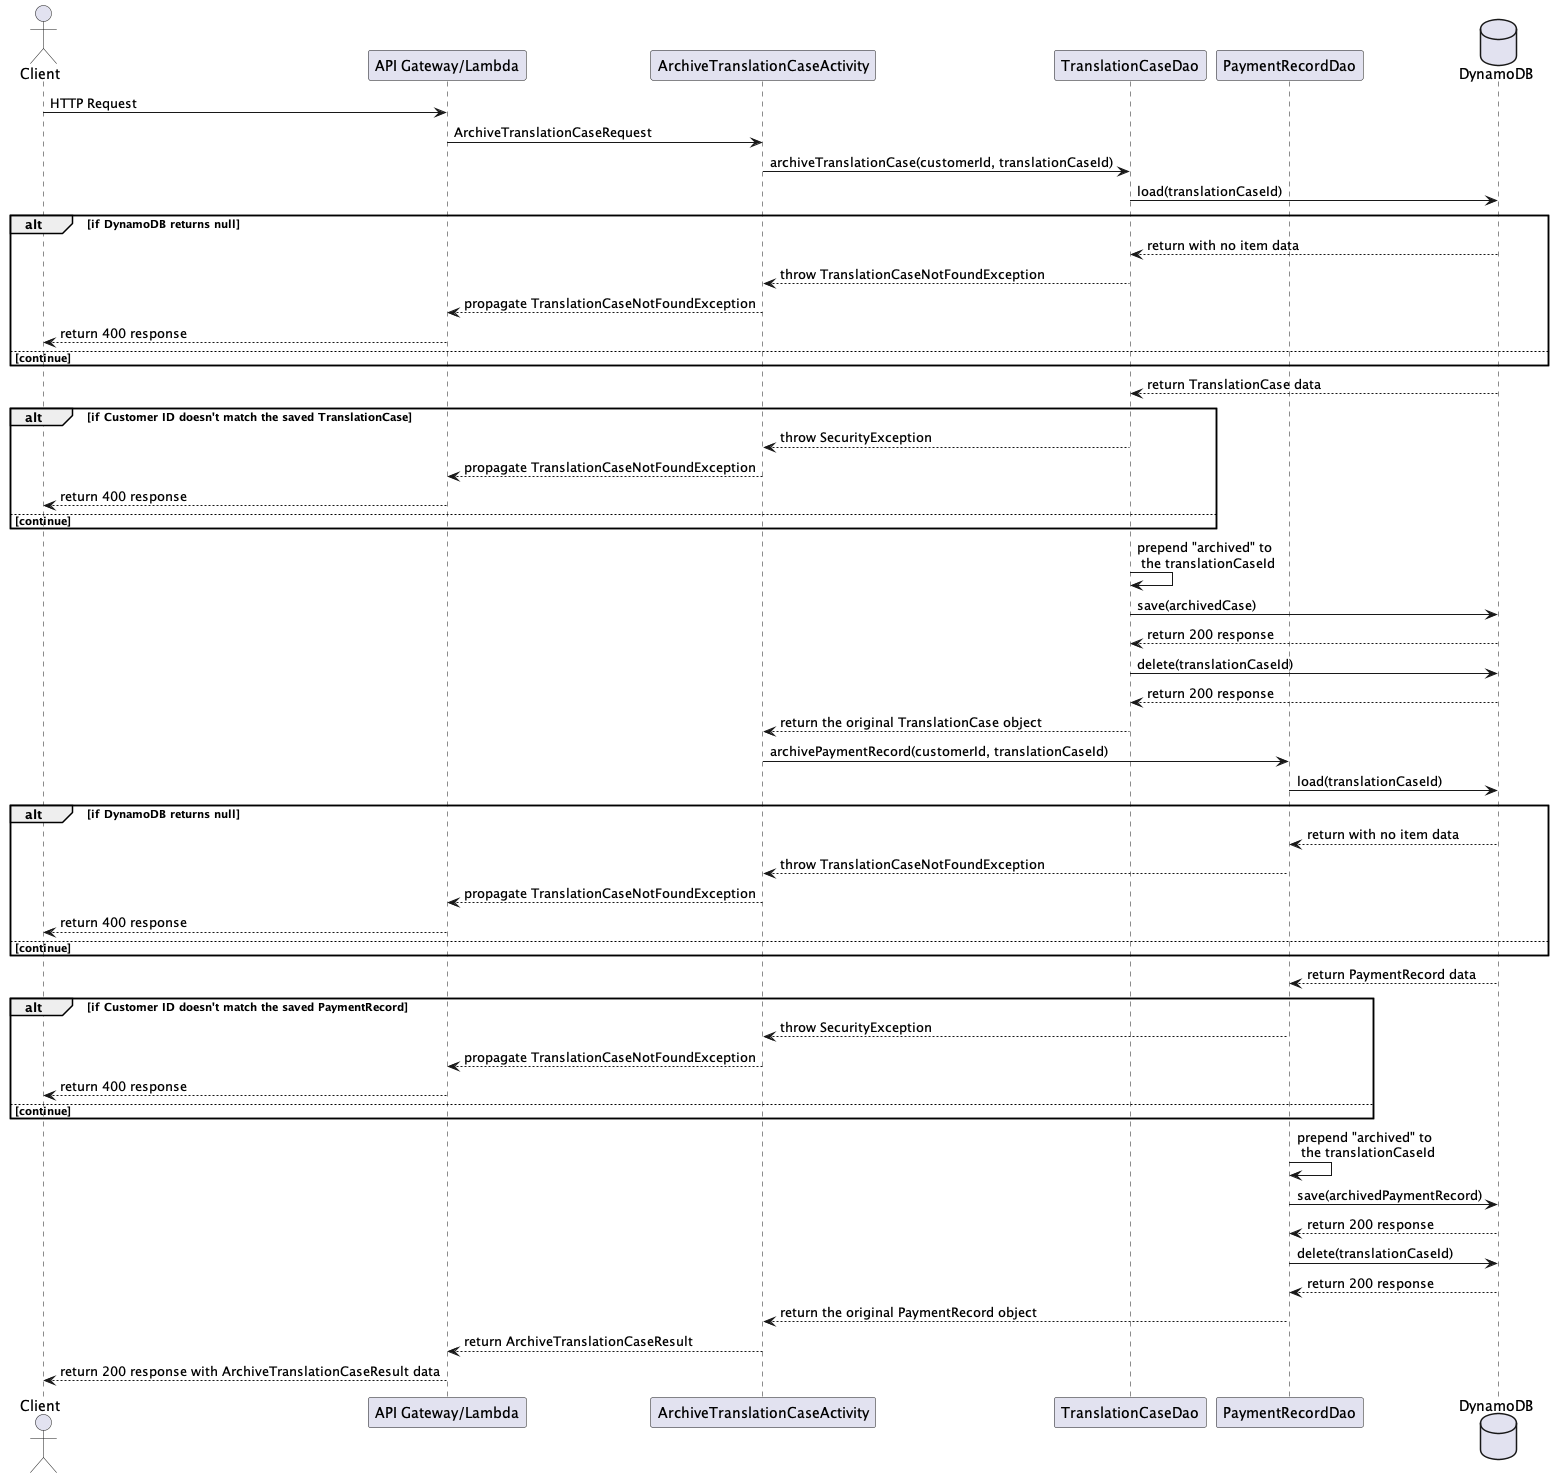 Client
API Gateway/Lambda
ArchiveTranslationCaseActivity
TranslationCaseDao
PaymentRecordDao
DynamoDB
HTTP Request
ArchiveTranslationCaseRequest
archiveTranslationCase(customerId, translationCaseId)
load(translationCaseId)
alt
[if DynamoDB returns null]
return with no item data
throw TranslationCaseNotFoundException
propagate TranslationCaseNotFoundException
return 400 response
[continue]
return TranslationCase data
alt
[if Customer ID doesn't match the saved TranslationCase]
throw SecurityException
propagate TranslationCaseNotFoundException
return 400 response
[continue]
prepend "archived" to
the translationCaseId
save(archivedCase)
return 200 response
delete(translationCaseId)
return 200 response
return the original TranslationCase object
archivePaymentRecord(customerId, translationCaseId)
load(translationCaseId)
alt
[if DynamoDB returns null]
return with no item data
throw TranslationCaseNotFoundException
propagate TranslationCaseNotFoundException
return 400 response
[continue]
return PaymentRecord data
alt
[if Customer ID doesn't match the saved PaymentRecord]
throw SecurityException
propagate TranslationCaseNotFoundException
return 400 response
[continue]
prepend "archived" to
the translationCaseId
save(archivedPaymentRecord)
return 200 response
delete(translationCaseId)
return 200 response
return the original PaymentRecord object
return ArchiveTranslationCaseResult
return 200 response with ArchiveTranslationCaseResult data
Client
API Gateway/Lambda
ArchiveTranslationCaseActivity
TranslationCaseDao
PaymentRecordDao
DynamoDB